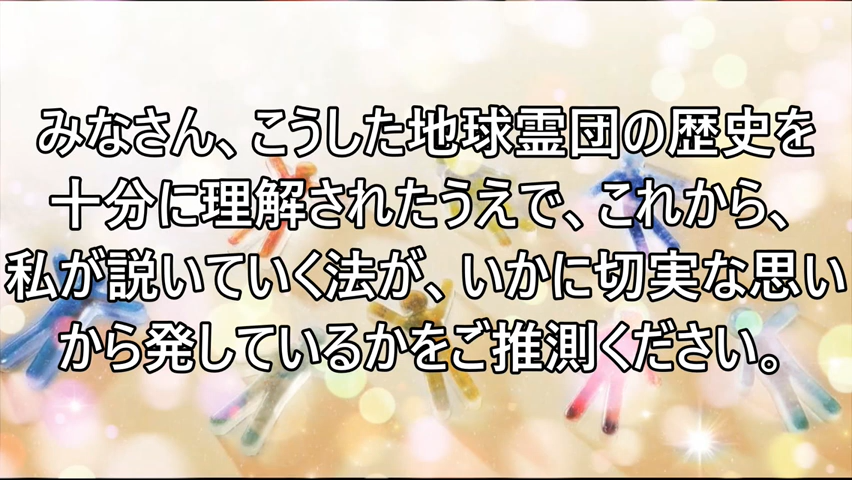 みなさん、こうした地球霊団の歴史を
十分に理解されたうえで、これから、
私が説いていく法が、いかに切実な思い
から発しているかをご推測ください。